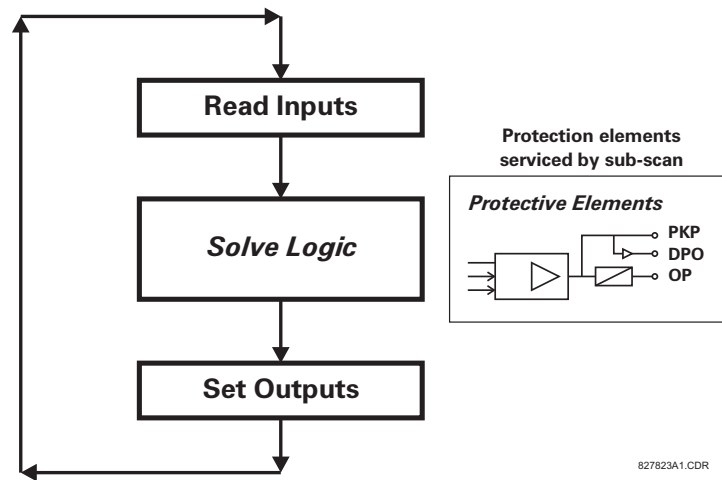 Read Inputs
Solve Logic
Set Outputs
Protection elements
serviced by sub-scan
Protective Elements
PKP
DPO
OP
827823A1.CDR